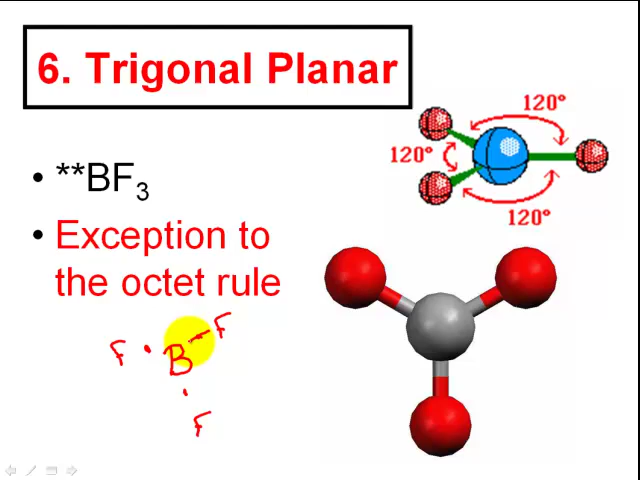 6. Trigonal Planar
120°
120°
120°
• **BF3
• Exception to
the octet rule
F
F
B
F